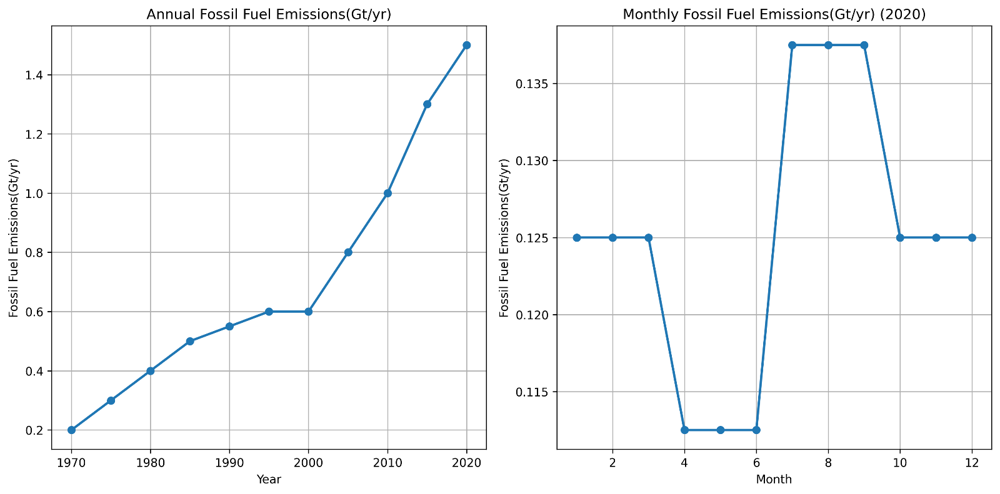 Annual Fossil Fuel Emissions(Gt/yr)
Fossil Fuel Emissions(Gt/yr)
1.4
1.2
1.0
0.8
0.6
0.4
0.2
1970 1980 1990 2000 2010 2020
Year
Monthly Fossil Fuel Emissions(Gt/yr) (2020)
Fossil Fuel Emissions(Gt/yr)
0.135
0.130
0.125
0.120
0.115
2 4 6 8 10 12
Month